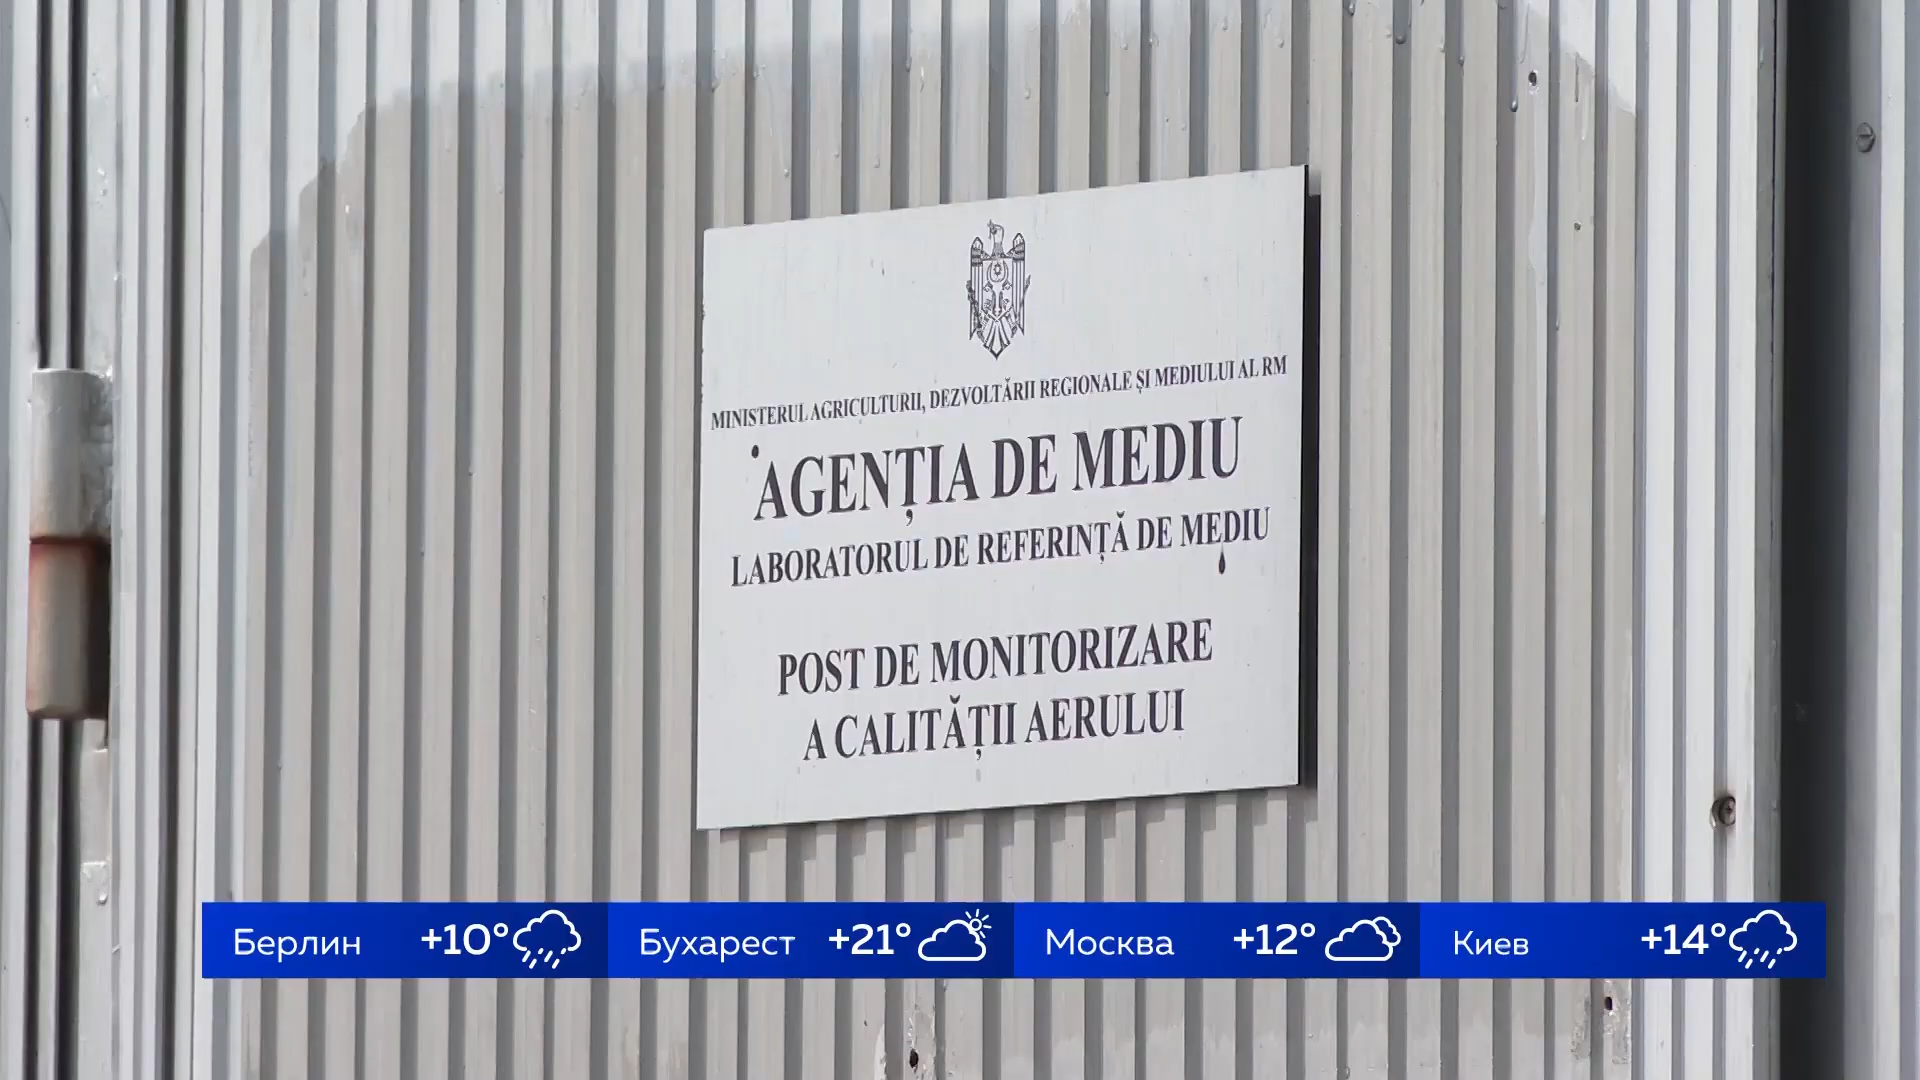 MINISTERUL AGRICULTURII, DEZVOLTĂRII REGIONALE ȘI MEDIULUI AL RM
AGENȚIA DE MEDIU
LABORATORUL DE REFERINȚĂ DE MEDIU
POST DE MONITORIZARE
A CALITĂȚII AERULUI
Берлин +10° Бухарест +21° Москва +12° Киев +14°